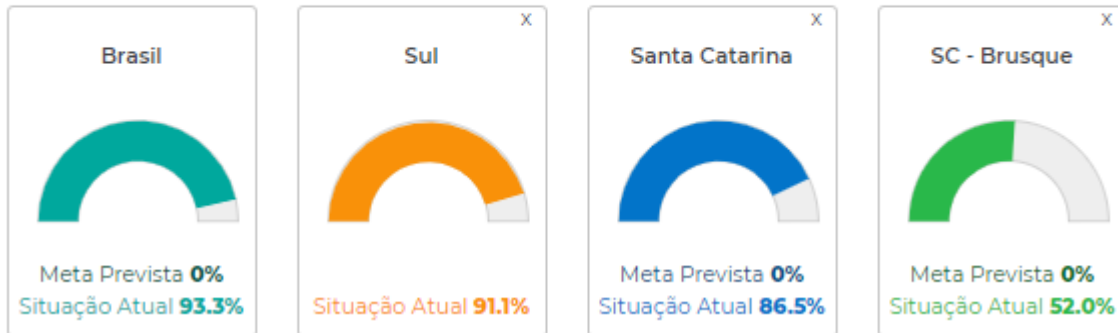 Brasil
Meta Prevista 0%
Situação Atual 93.3%
X
Sul
Situação Atual 91.1%
X
Santa Catarina
Meta Prevista 0%
Situação Atual 86.5%
X
SC - Brusque
Meta Prevista 0%
Situação Atual 52.0%